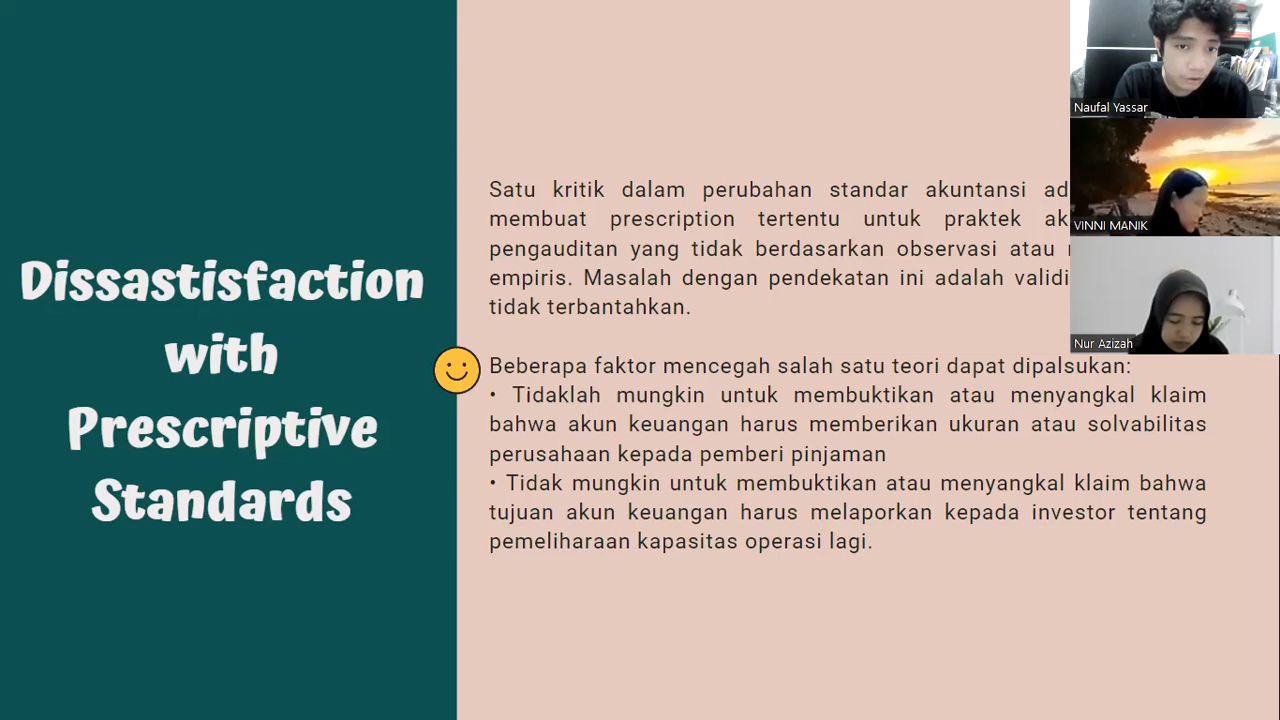 Dissastisfaction
with
Prescriptive
Standards
Satu kritik dalam perubahan standar akuntansi
membuat prescription tertentu untuk praktek
pengauditan yang tidak berdasarkan observasi atau
empiris. Masalah dengan pendekatan ini adalah
tidak terbantahkan.
Beberapa faktor mencegah salah satu teori dapat dipalsukan:
• Tidaklah mungkin untuk membuktikan atau menyangkal klaim
bahwa akun keuangan harus memberikan ukuran atau solvabilitas
perusahaan kepada pemberi pinjaman
• Tidak mungkin untuk membuktikan atau menyangkal klaim bahwa
tujuan akun keuangan harus melaporkan kepada investor tentang
pemeliharaan kapasitas operasi lagi.
Naufal Yassar
VINNI MANIK
Nur Azizah